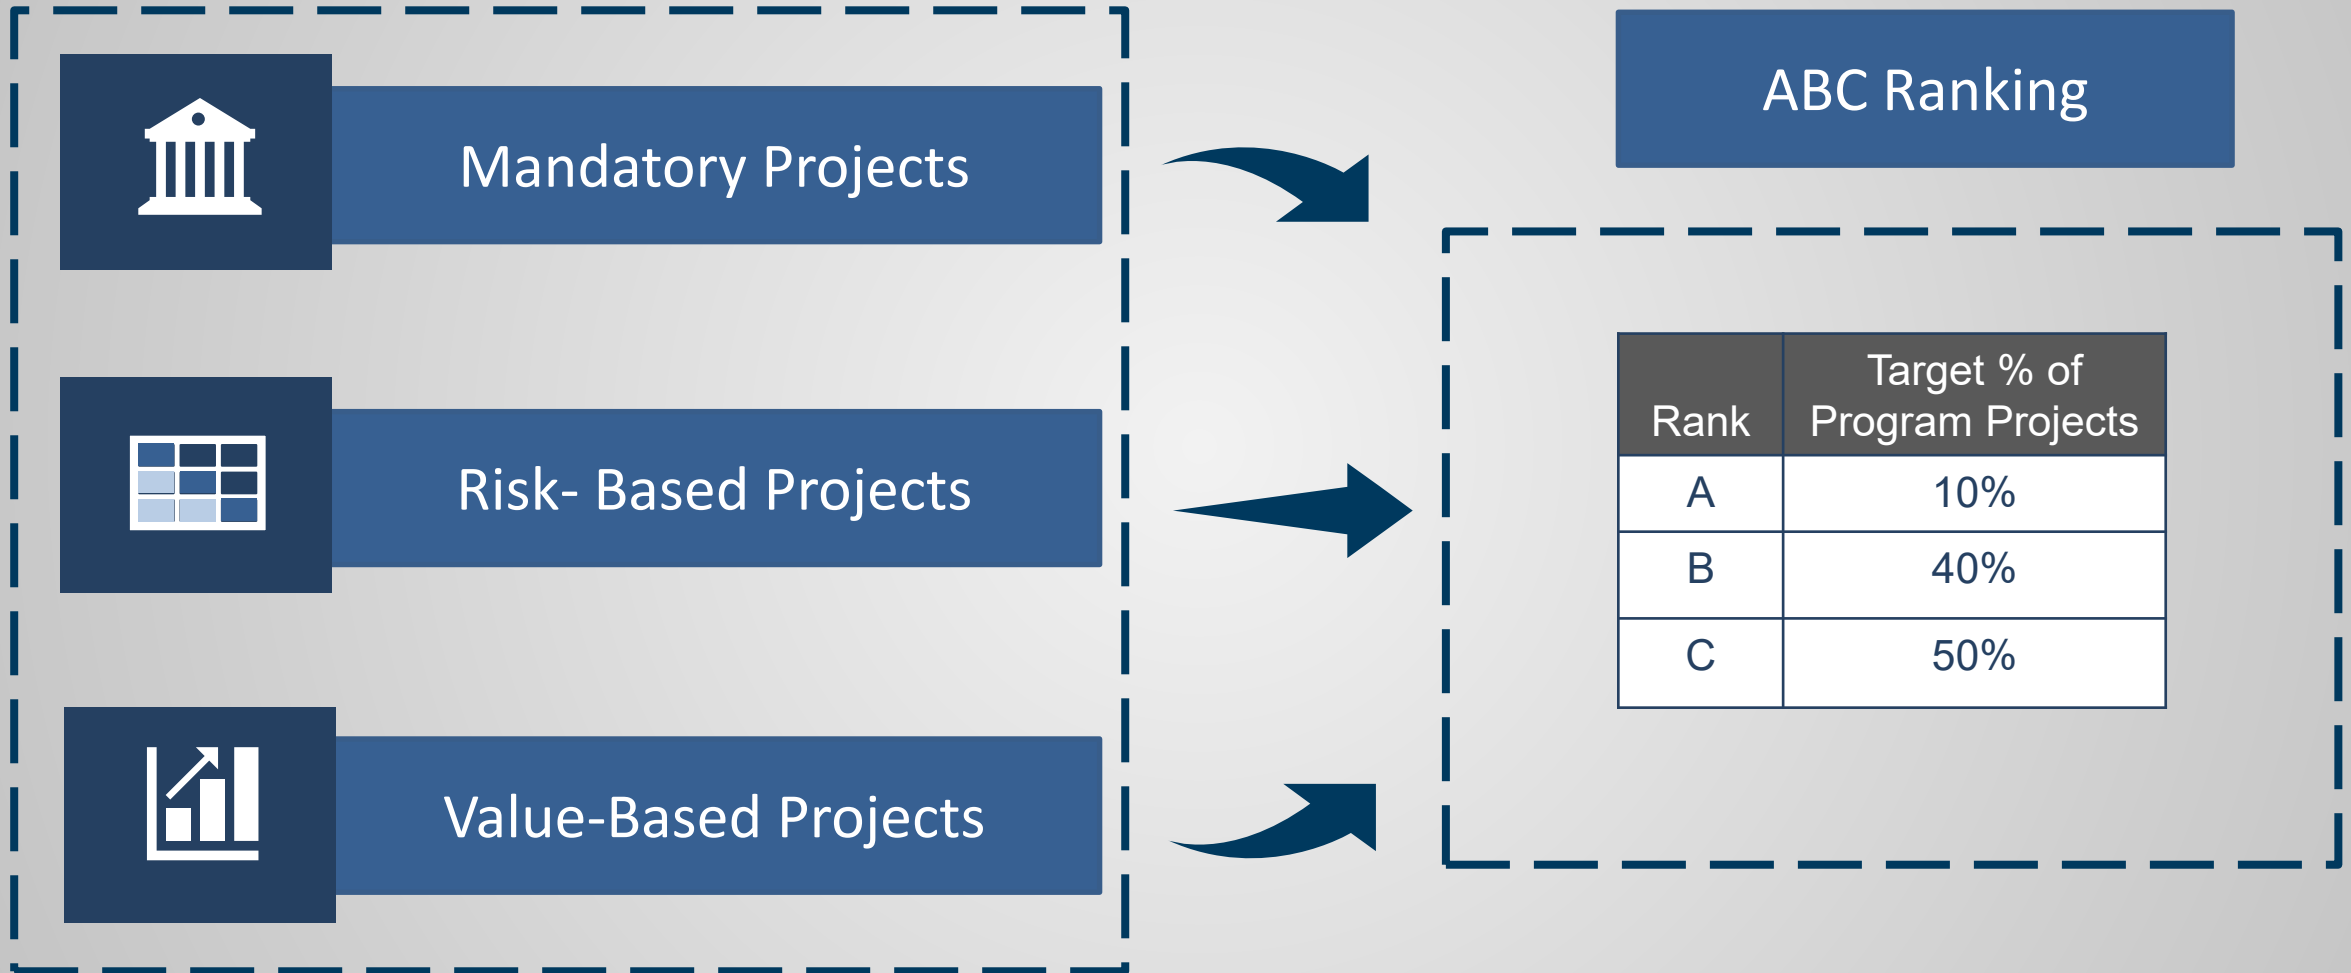 Mandatory Projects
Risk- Based Projects
Value-Based Projects
ABC Ranking
Rank
Target % of
Program Projects
A 10%
B 40%
C 50%